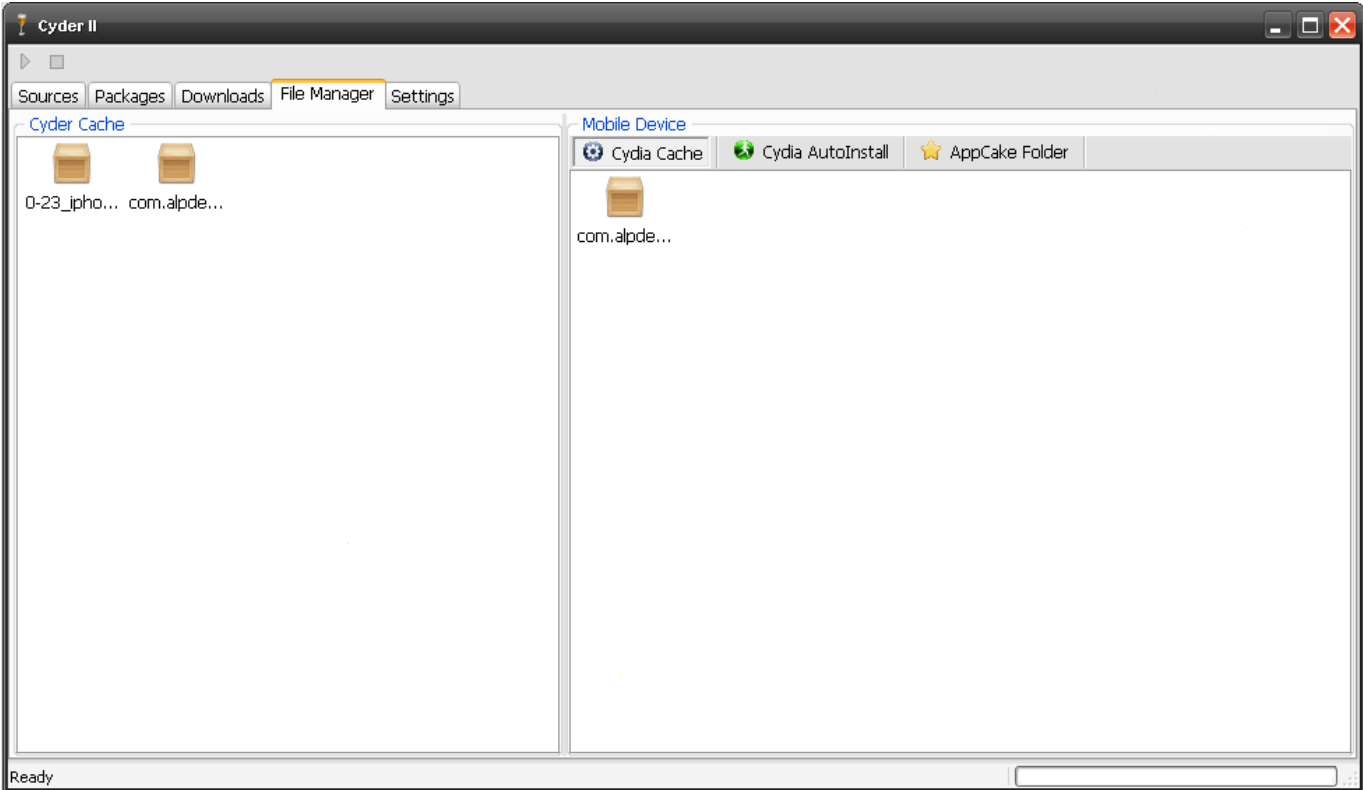 Cyder II
Sources Packages Downloads File Manager Settings
Cyder Cache
0-23_ipho... com.alpde...
Mobile Device
Cydia Cache Cydia AutoInstall AppCake Folder
com.alpde...
Ready